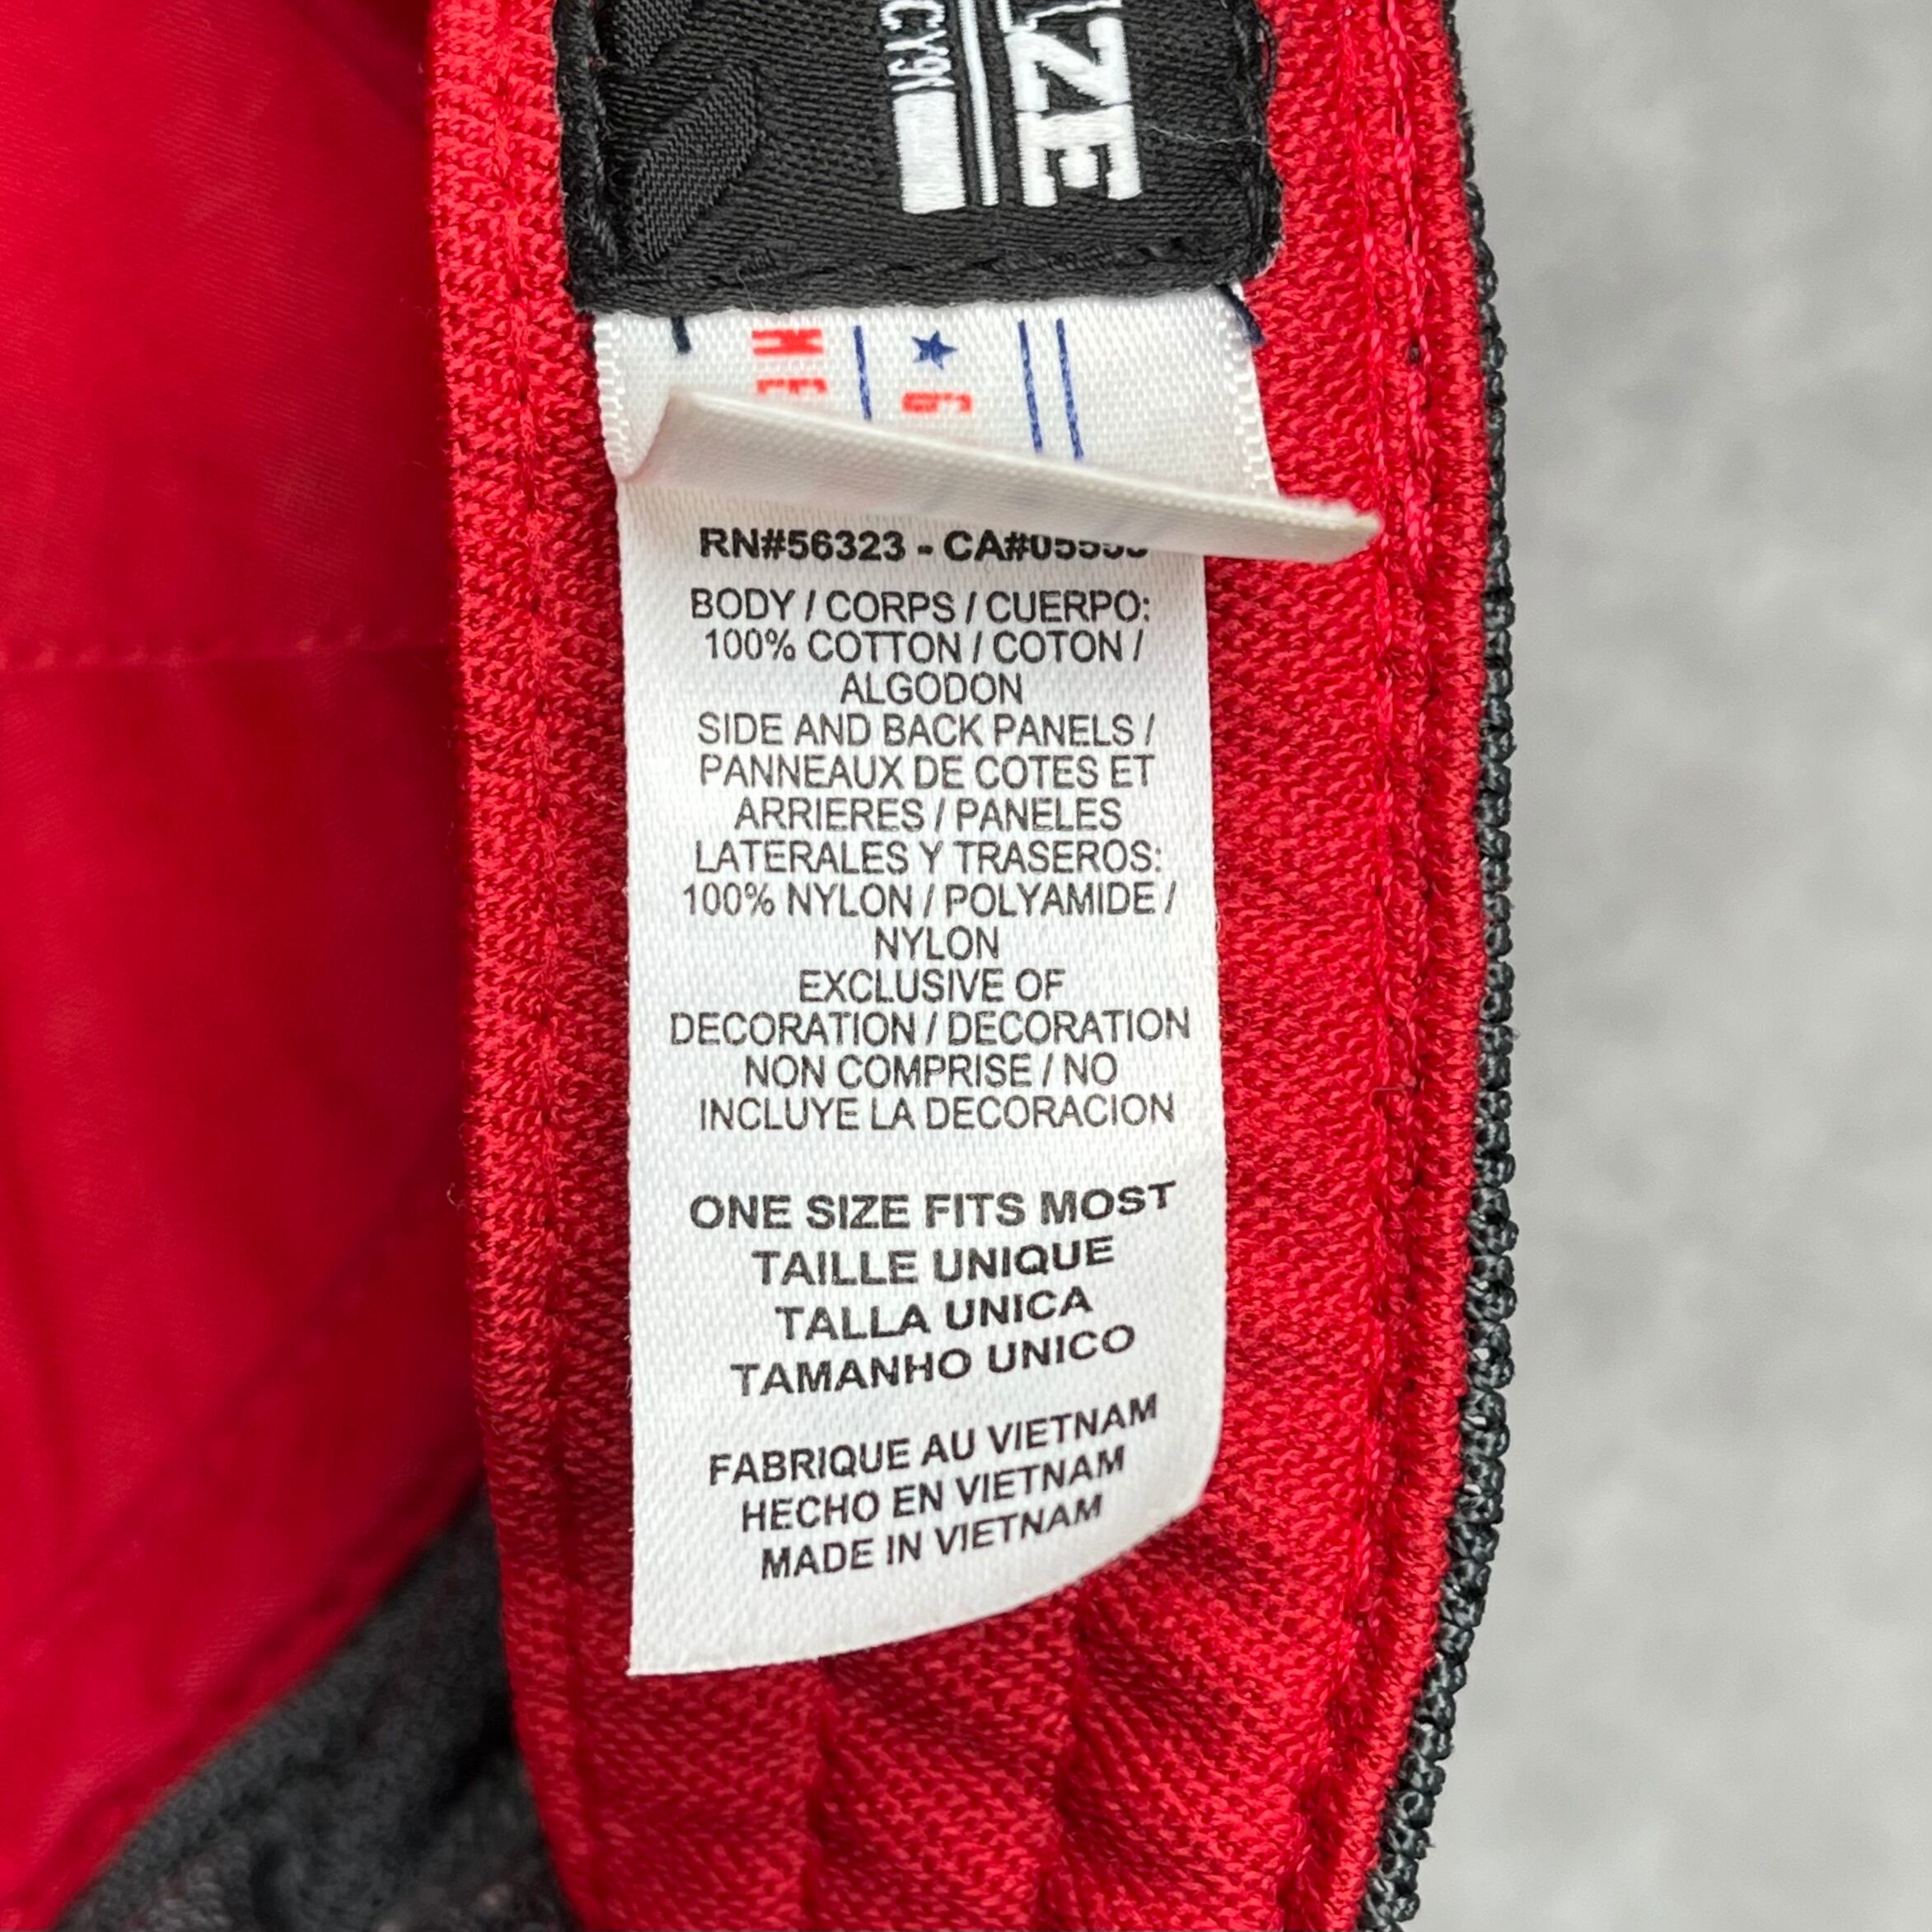 RN#56323 - CA#05555
BODY / CORPS / CUERPO:
100% COTTON / COTON /
ALGODON
SIDE AND BACK PANELS /
PANNEAUX DE COTES ET
ARRIERES / PANELES
LATERALES Y TRASEROS:
100% NYLON / POLYAMIDE /
NYLON
EXCLUSIVE OF
DECORATION / DECORATION
NON COMPRISE / NO
INCLUYE LA DECORACION
ONE SIZE FITS MOST
TAILLE UNIQUE
TALLA UNICA
TAMANHO UNICO
FABRIQUE AU VIETNAM
HECHO EN VIETNAM
MADE IN VIETNAM